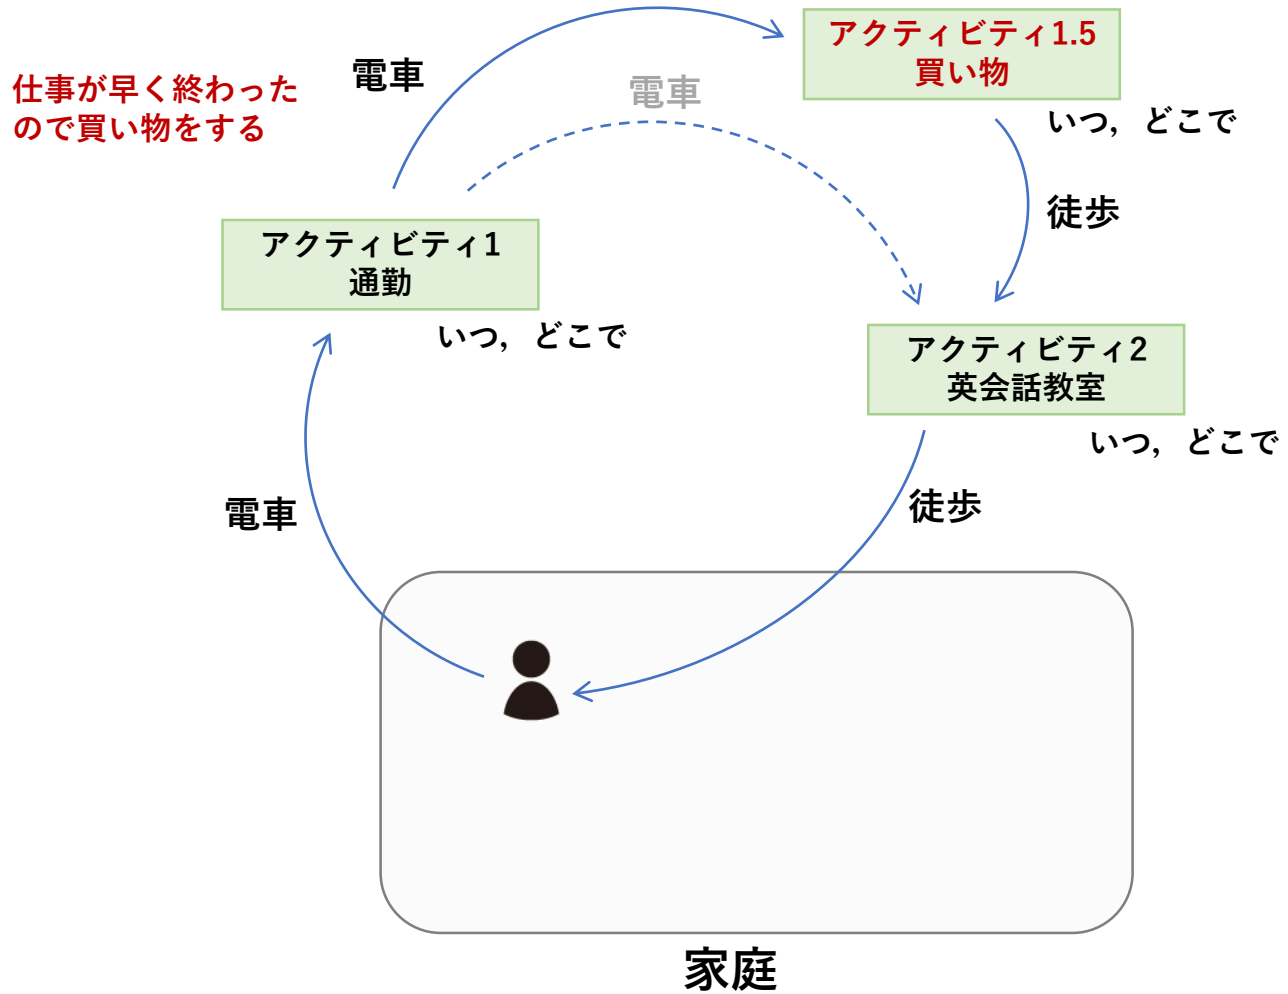 アクティビティ1.5
買い物
電車
仕事が早く終わった
ので買い物をする
電車
いつ，どこで
徒歩
アクティビティ1
通勤
いつ，どこで
アクティビティ2
英会話教室
いつ，どこで
電車
徒歩
家庭